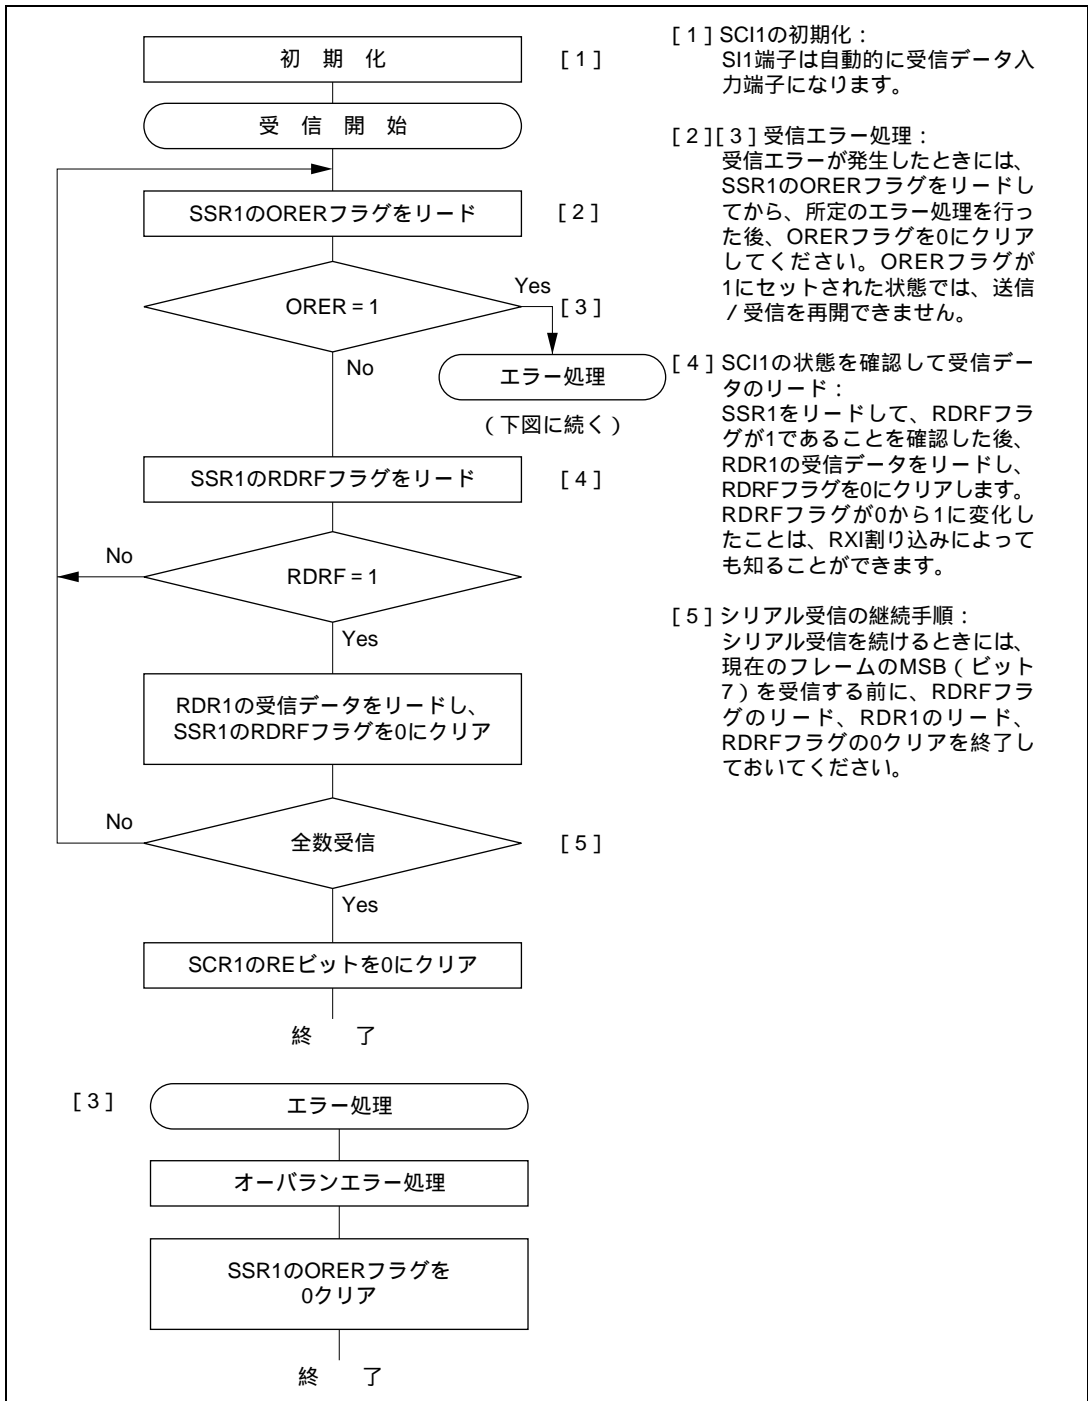 初　期　化
[ 1 ]
受　信　開　始
SSR1のORERフラグをリード
[ 2 ]
ORER = 1
Yes
[ 3 ]
No
エラー処理
（下図に続く）
SSR1のRDRFフラグをリード
[ 4 ]
No
RDRF = 1
Yes
RDR1の受信データをリードし、
SSR1のRDRFフラグを0にクリア
No
全数受信
[ 5 ]
Yes
SCR1のREビットを0にクリア
終　了
[ 3 ]
エラー処理
オーバランエラー処理
SSR1のORERフラグを
0クリア
終　了
[ 1 ] SCI1の初期化：
SI1端子は自動的に受信データ入
力端子になります。
[ 2 ][ 3 ] 受信エラー処理：
受信エラーが発生したときには、
SSR1のORERフラグをリードし
てから、所定のエラー処理を行っ
た後、ORERフラグを0にクリア
してください。ORERフラグが
1にセットされた状態では、送信
／受信を再開できません。
[ 4 ] SCI1の状態を確認して受信デー
タのリード：
SSR1をリードして、RDRFフラ
グが1であることを確認した後、
RDR1の受信データをリードし、
RDRFフラグを0にクリアします。
RDRFフラグが0から1に変化し
たことは、RXI割り込みによって
も知ることができます。
[ 5 ] シリアル受信の継続手順：
シリアル受信を続けるときには、
現在のフレームのMSB（ビット
7）を受信する前に、RDRFフラ
グのリード、RDR1のリード、
RDRFフラグの0クリアを終了し
ておいてください。